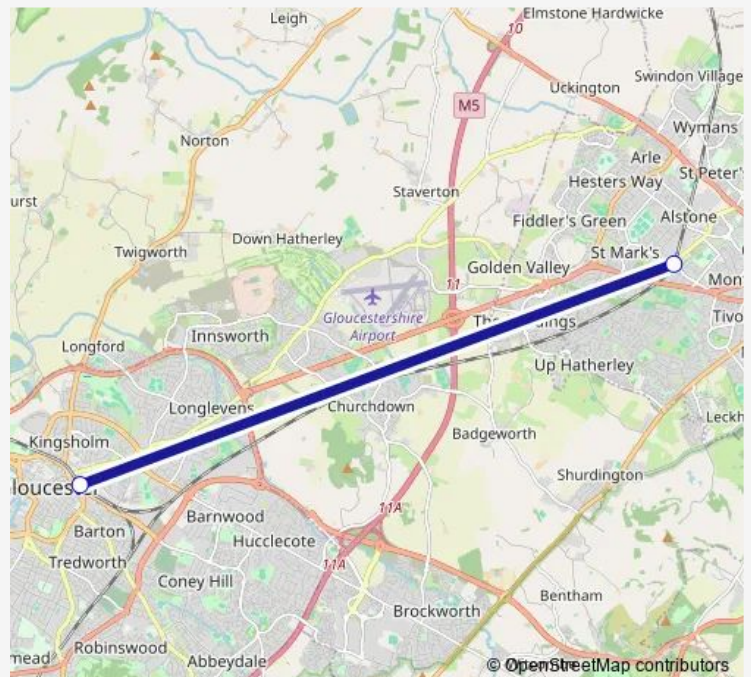 Elmstone Hardwicke
Leigh
10
Uckington
Swindon Village
M5
Wymans
Norton
Arle
St Peter's
Hesters Way
Staverton
urst
Fiddler's Green
Alstone
Down Hatherley
Twigworth
St Mark's
Golden Valley
Mon
11
Gloucestershire
Airport
Tivo
Innsworth
Longford
Up Hatherley
Longlevens
Churchdown
Leckh
Badgeworth
Kingsholm
Shurdington
11A
Barnwood
Barton
Hucclecote
Tredworth
11A
Coney Hill
Bentham
Brockworth
Robinswood
mead
Abbeydale
© OpenStreetMap contributors